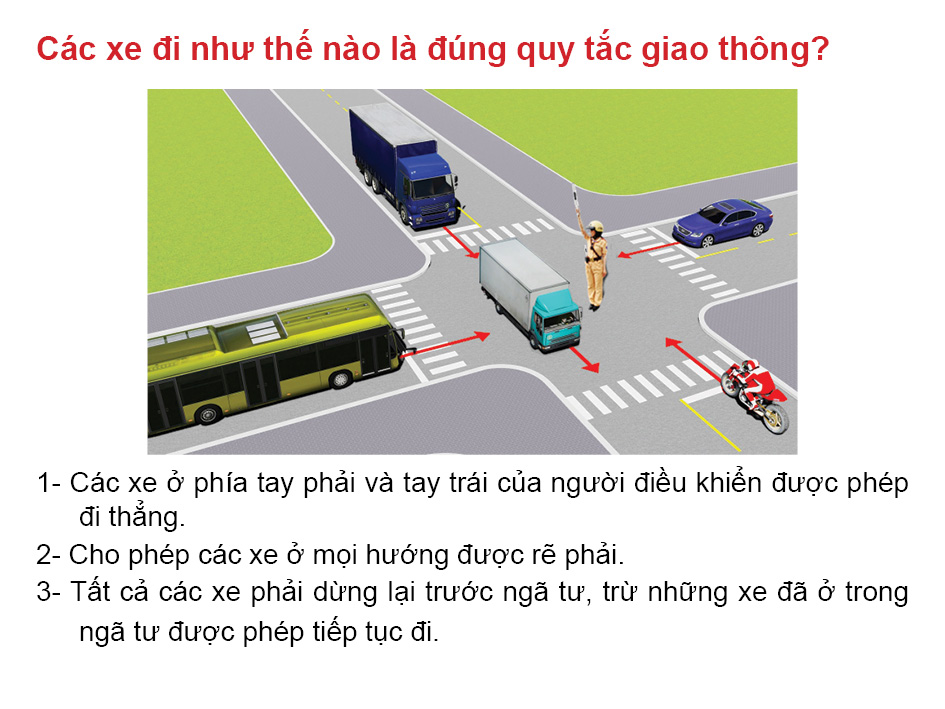 Các xe đi như thế nào là đúng quy tắc giao thông?
1- Các xe ở phía tay phải và tay trái của người điều khiển được phép
đi thẳng.
2- Cho phép các xe ở mọi hướng được rẽ phải.
3- Tất cả các xe phải dừng lại trước ngã tư, trừ những xe đã ở trong
ngã tư được phép tiếp tục đi.